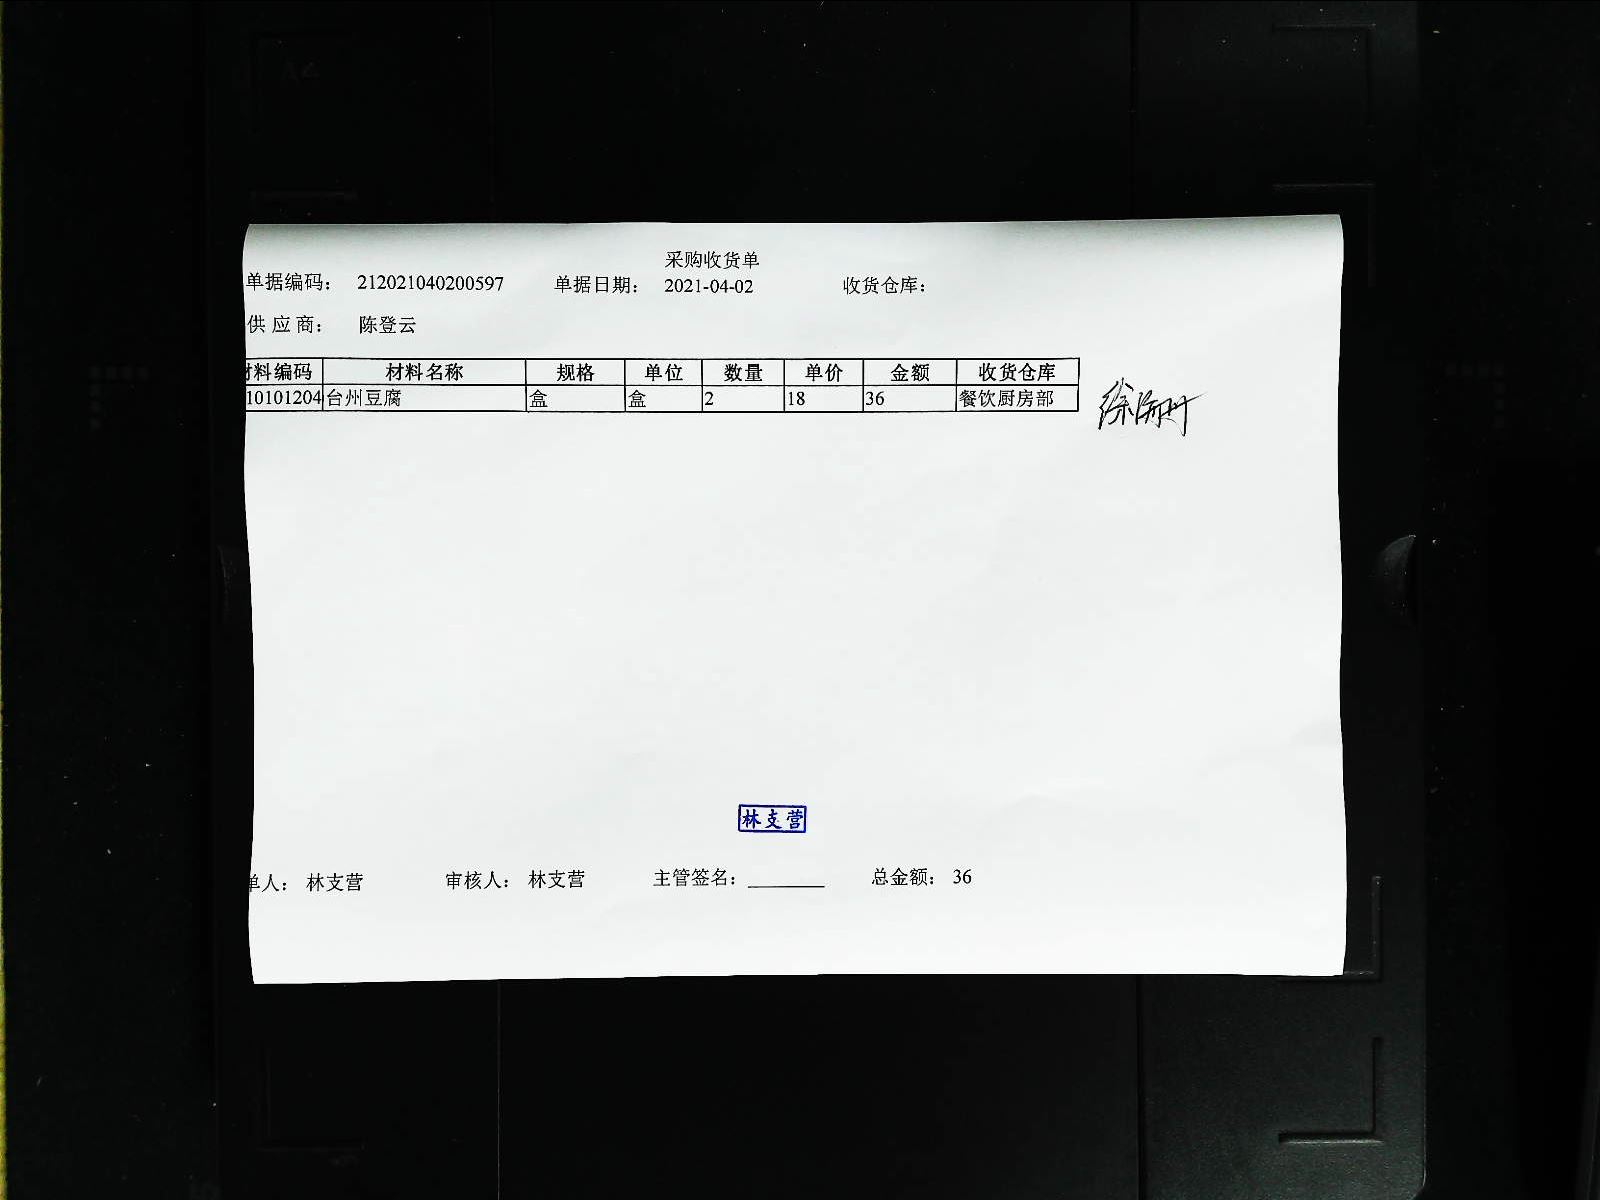 采购收货单
单据编码： 212021040200597 单据日期： 2021-04-02 收货仓库：
供 应 商： 陈登云
材料编码 材料名称 规格 单位 数量 单价 金额 收货仓库
10101204 台州豆腐 盒 盒 2 18 36 餐饮厨房部
林支营
单人： 林支营 审核人： 林支营 主管签名：________ 总金额： 36